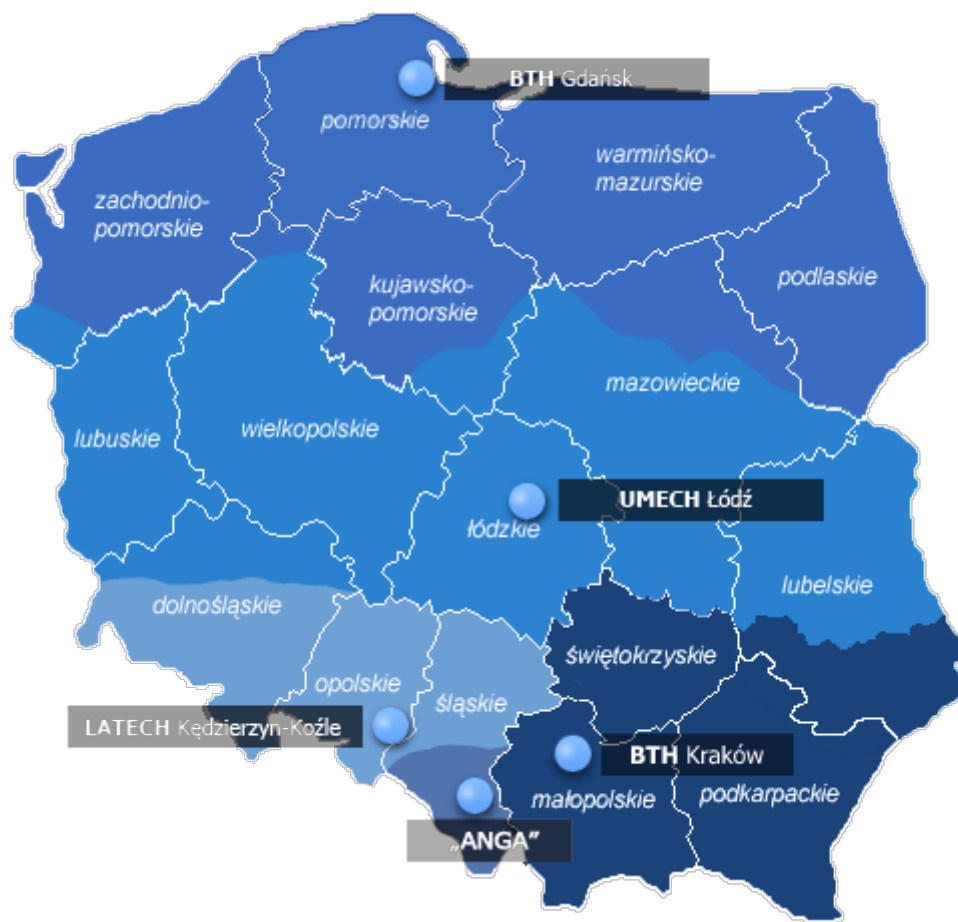 BTH Gdańsk
pomorskie
warmińsko-
mazurskie
zachodnio-
pomorskie
podlaskie
kujawsko-
pomorskie
mazowieckie
lubuskie
wielkopolskie
UMECH Łódź
łódzkie
lubelskie
dolnośląskie
świętokrzyskie
opolskie
śląskie
LATECH Kędzierzyn-Koźle
BTH Kraków
małopolskie
podkarpackie
„ANGA”